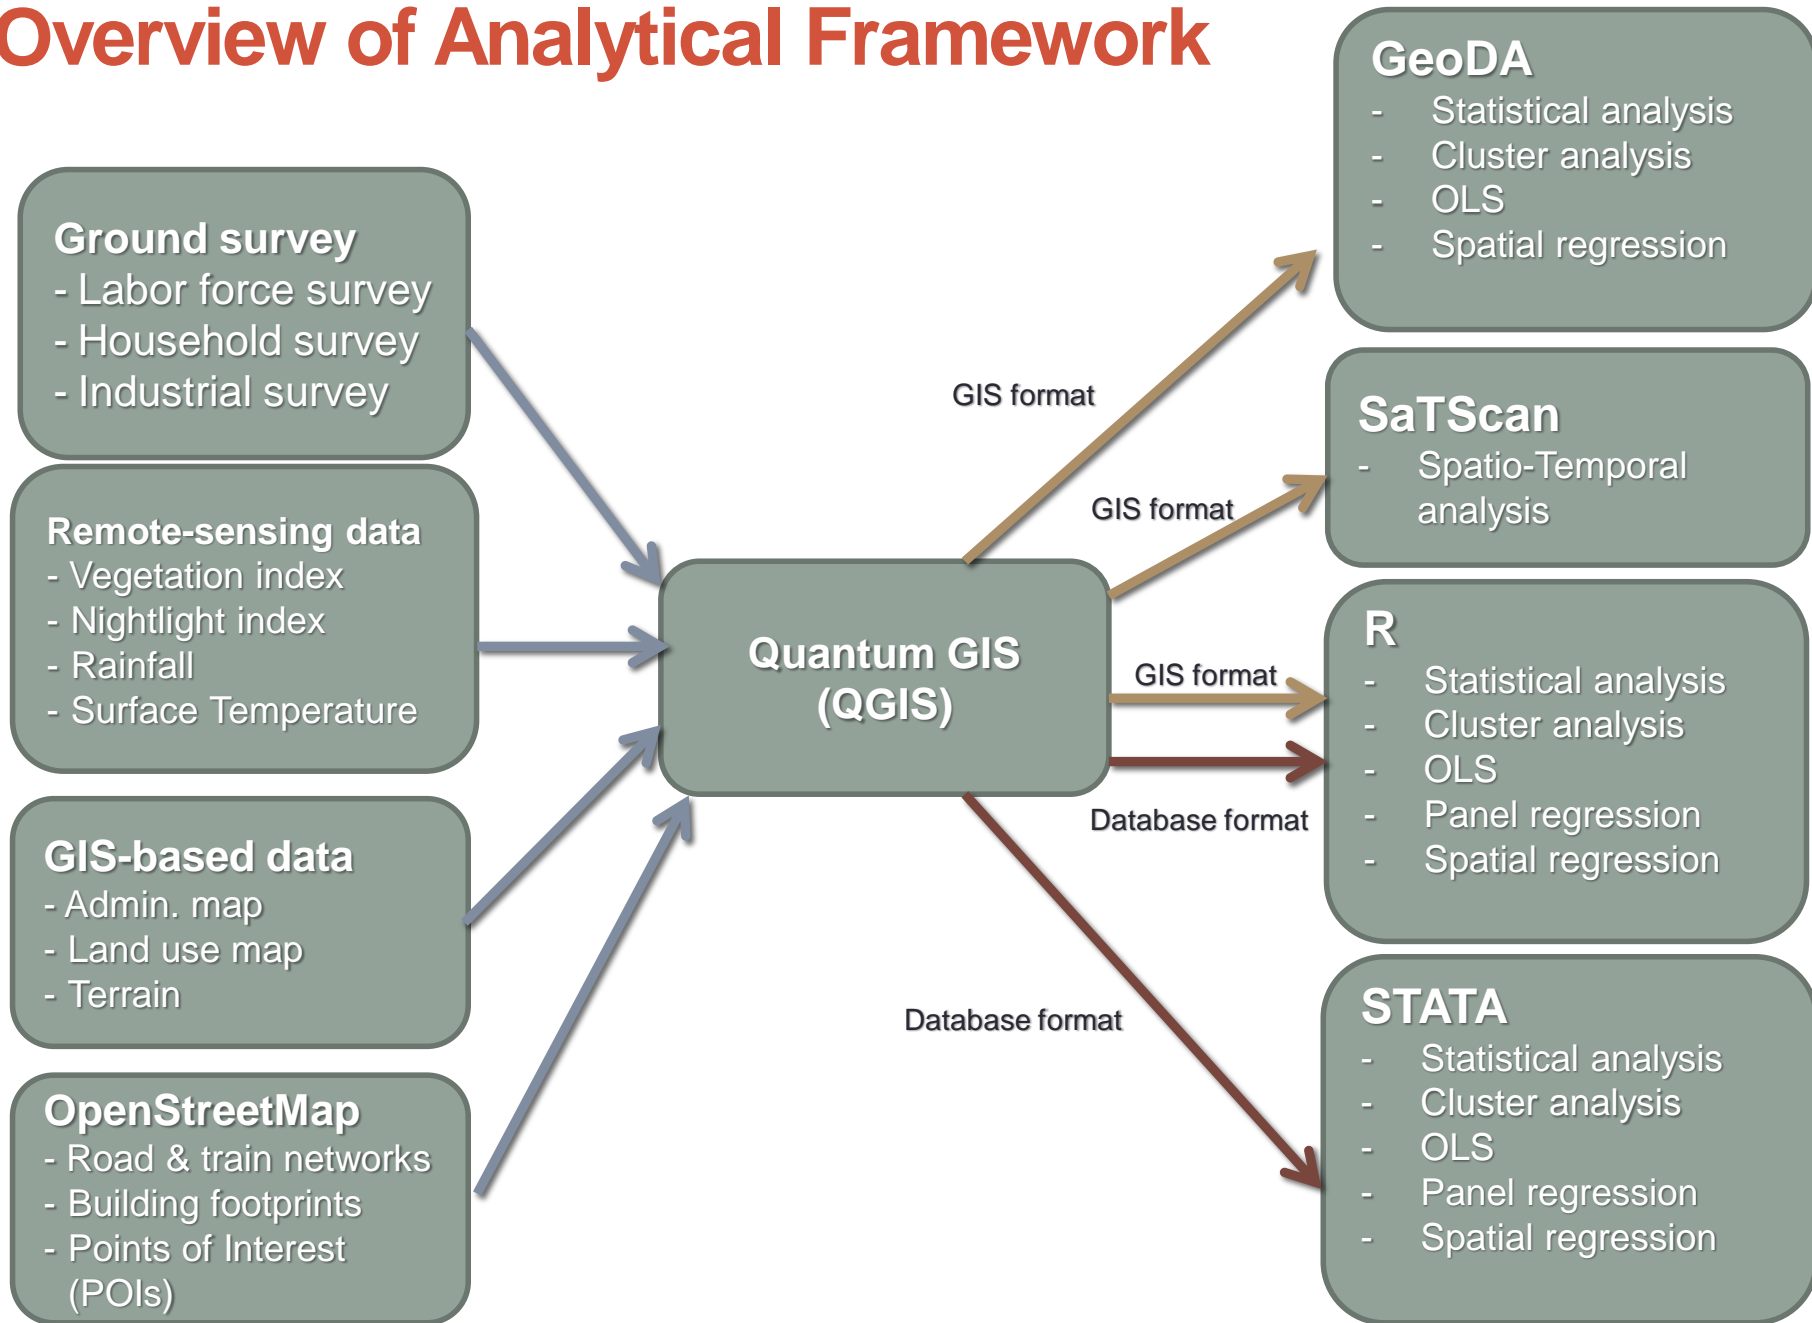 Overview of Analytical Framework
Ground survey
- Labor force survey
- Household survey
- Industrial survey
Remote-sensing data
- Vegetation index
- Nightlight index
- Rainfall
- Surface Temperature
GIS-based data
- Admin. map
- Land use map
- Terrain
OpenStreetMap
- Road & train networks
- Building footprints
- Points of Interest
(POIs)
Quantum GIS
(QGIS)
GIS format
GIS format
GIS format
Database format
Database format
GeoDA
- Statistical analysis
- Cluster analysis
- OLS
- Spatial regression
SaTScan
- Spatio-Temporal
analysis
R
- Statistical analysis
- Cluster analysis
- OLS
- Panel regression
- Spatial regression
STATA
- Statistical analysis
- Cluster analysis
- OLS
- Panel regression
- Spatial regression